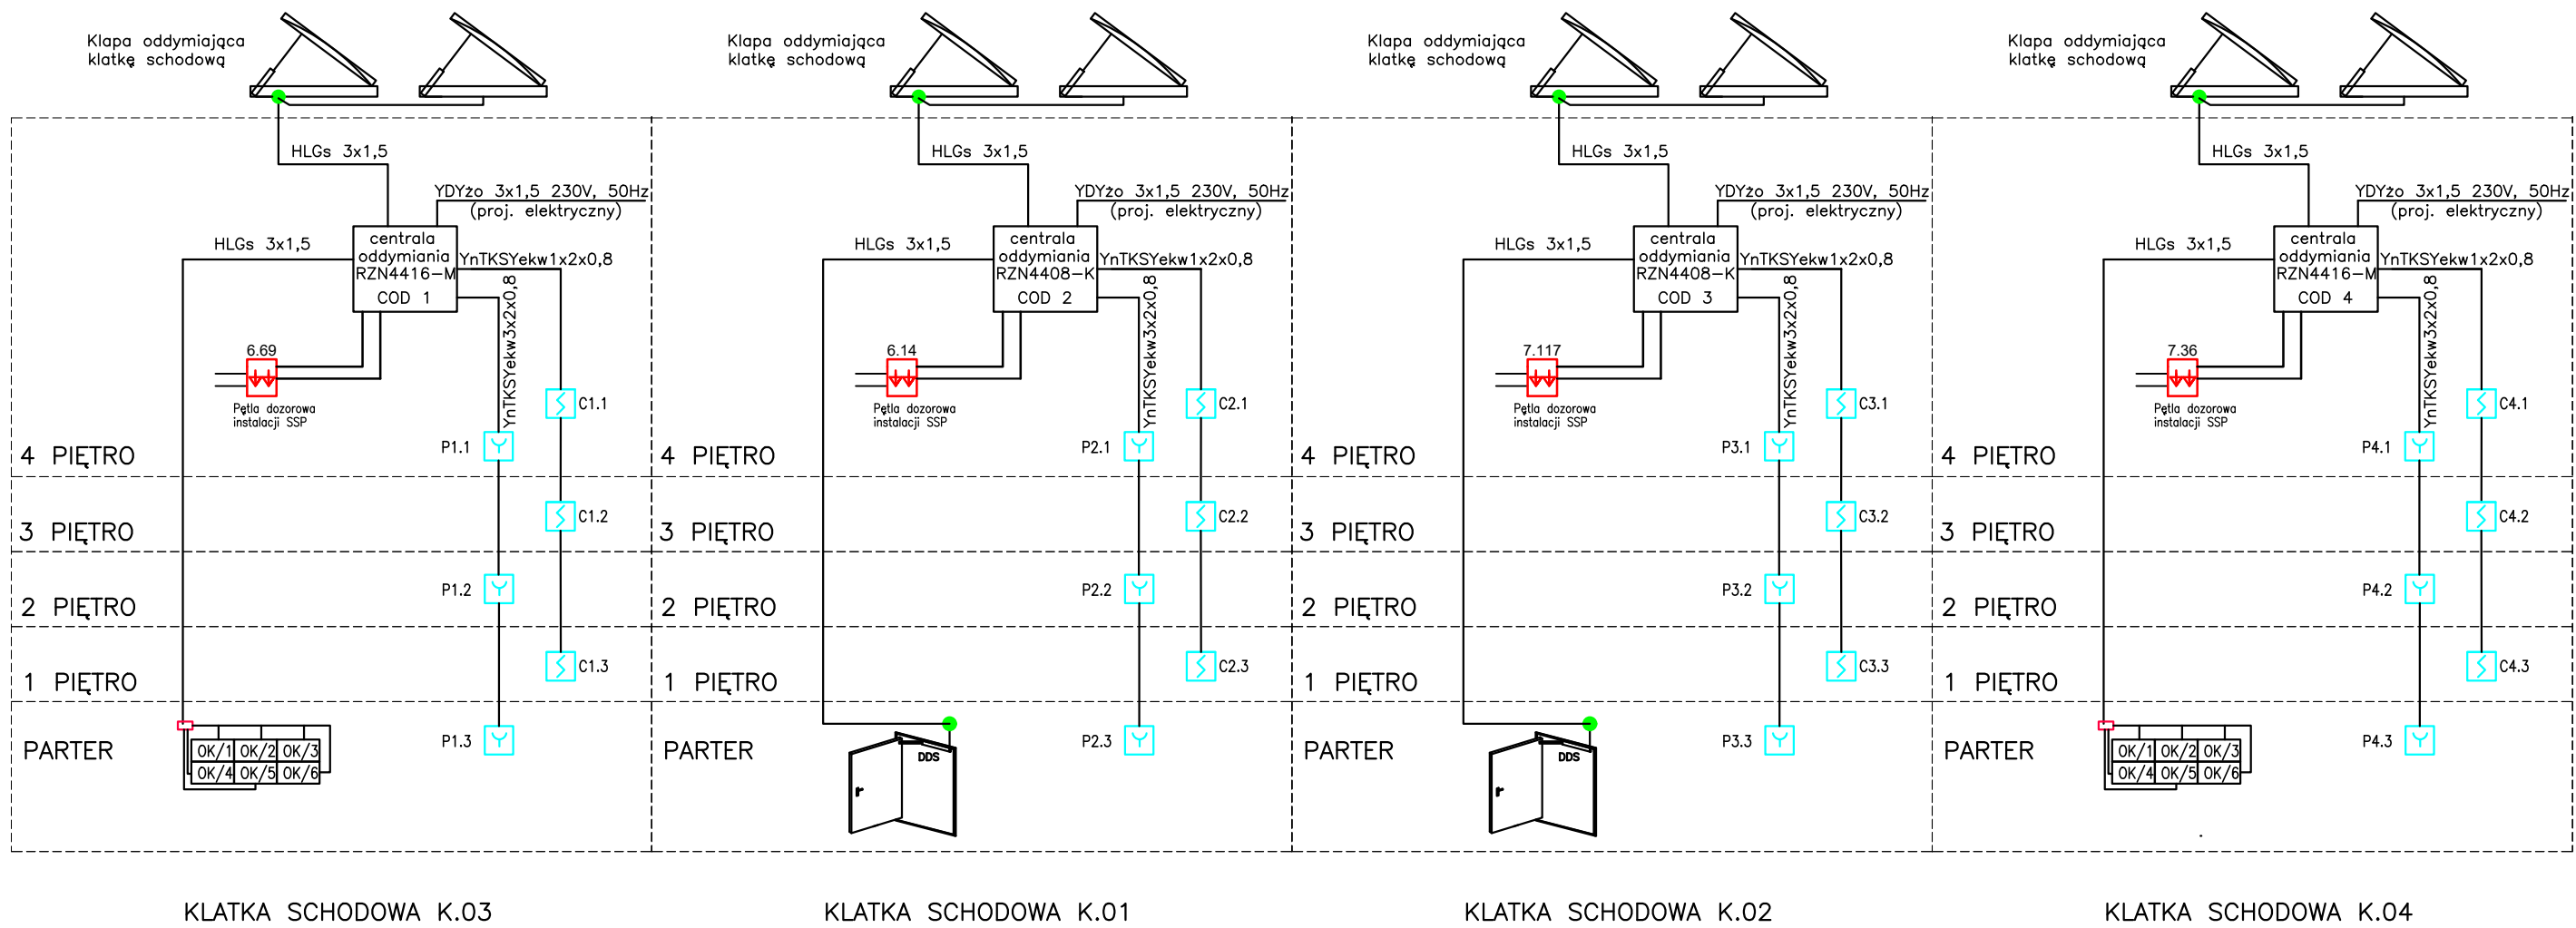 Klapa oddymiająca
klatkę schodową
HLGs 3x1,5
YDYżo 3x1,5 230V, 50Hz
(proj. elektryczny)
HLGs 3x1,5
centrala
oddymiania
RZN4416-M
COD 1
YnTKSYekw1x2x0,8
YnTKSYekw3x2x0,8
6.69
Pętla dozorowa
instalacji SSP
C1.1
P1.1
4 PIĘTRO
C1.2
3 PIĘTRO
P1.2
2 PIĘTRO
C1.3
1 PIĘTRO
P1.3
PARTER
OK/1 OK/2 OK/3
OK/4 OK/5 OK/6
KLATKA SCHODOWA K.03
Klapa oddymiająca
klatkę schodową
HLGs 3x1,5
YDYżo 3x1,5 230V, 50Hz
(proj. elektryczny)
HLGs 3x1,5
centrala
oddymiania
RZN4408-K
COD 2
YnTKSYekw1x2x0,8
YnTKSYekw3x2x0,8
6.14
Pętla dozorowa
instalacji SSP
C2.1
P2.1
4 PIĘTRO
C2.2
3 PIĘTRO
P2.2
2 PIĘTRO
C2.3
1 PIĘTRO
P2.3
PARTER
DDS
KLATKA SCHODOWA K.01
Klapa oddymiająca
klatkę schodową
HLGs 3x1,5
YDYżo 3x1,5 230V, 50Hz
(proj. elektryczny)
HLGs 3x1,5
centrala
oddymiania
RZN4408-K
COD 3
YnTKSYekw1x2x0,8
YnTKSYekw3x2x0,8
7.117
Pętla dozorowa
instalacji SSP
C3.1
P3.1
4 PIĘTRO
C3.2
3 PIĘTRO
P3.2
2 PIĘTRO
C3.3
1 PIĘTRO
P3.3
PARTER
DDS
KLATKA SCHODOWA K.02
Klapa oddymiająca
klatkę schodową
HLGs 3x1,5
YDYżo 3x1,5 230V, 50Hz
(proj. elektryczny)
HLGs 3x1,5
centrala
oddymiania
RZN4416-M
COD 4
YnTKSYekw1x2x0,8
YnTKSYekw3x2x0,8
7.36
Pętla dozorowa
instalacji SSP
C4.1
P4.1
4 PIĘTRO
C4.2
3 PIĘTRO
P4.2
2 PIĘTRO
C4.3
1 PIĘTRO
P4.3
PARTER
OK/1 OK/2 OK/3
OK/4 OK/5 OK/6
KLATKA SCHODOWA K.04